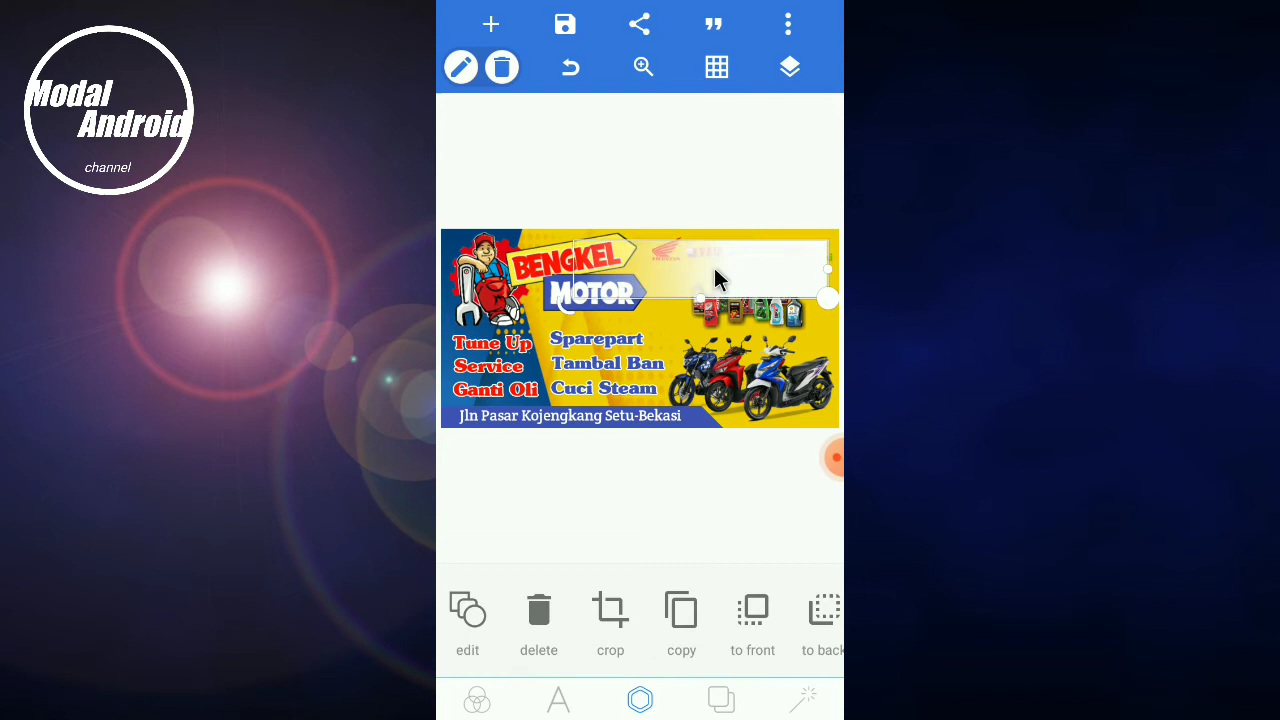 Modal
Android
channel
BENGKEL
MOTOR
HONDA
Tune Up
Service
Ganti Oli
Sparepart
Tambal Ban
Cuci Steam
Jln Pasar Kojengkang Setu-Bekasi
edit
delete
crop
copy
to front
to back